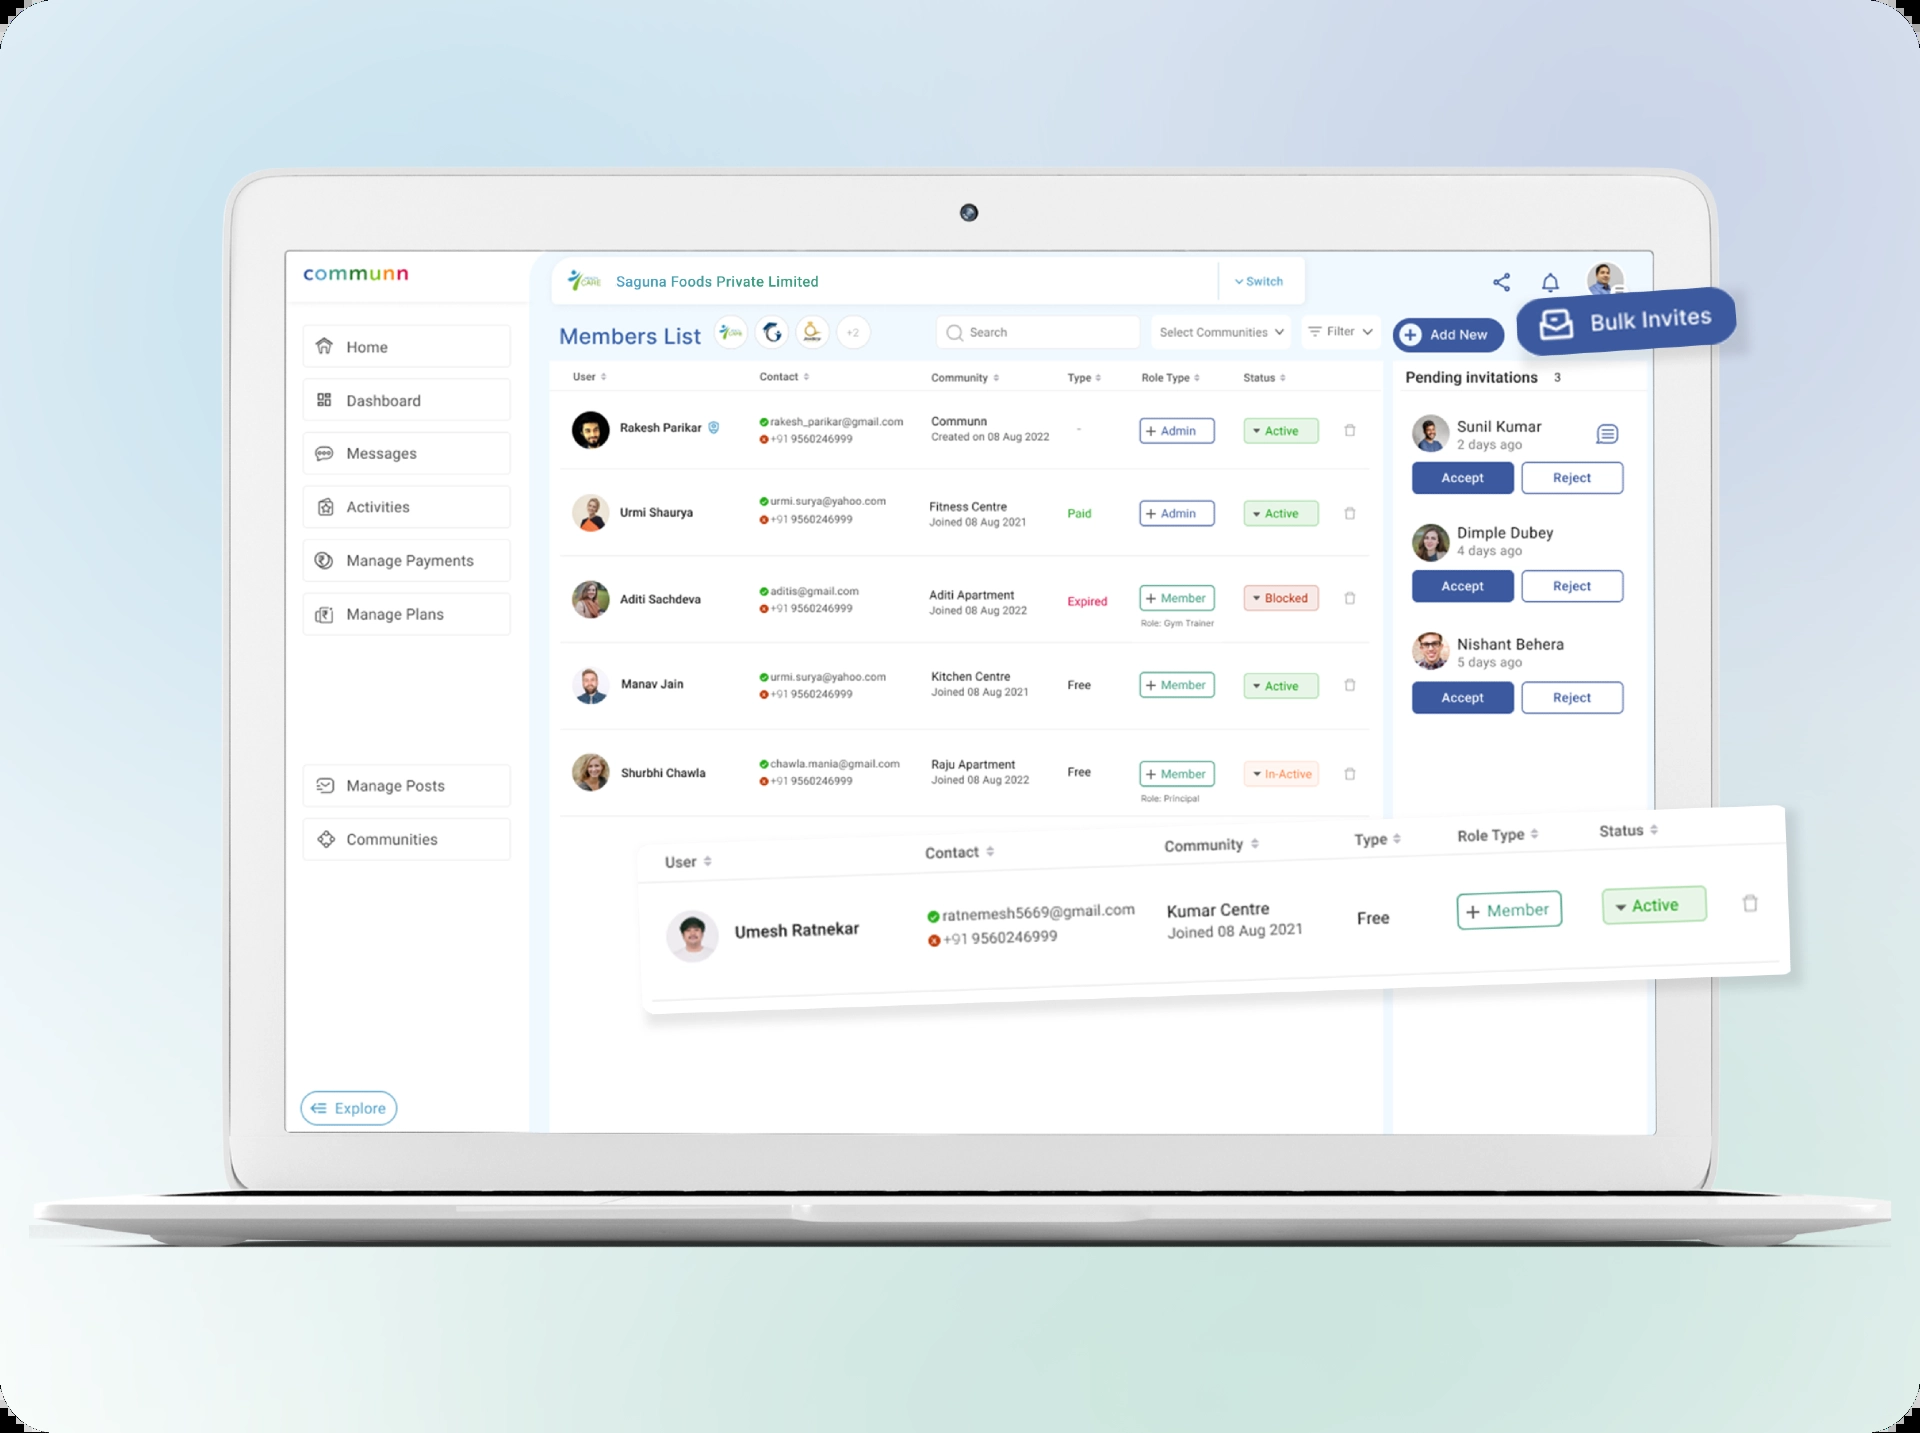 communn
Saguna Foods Private Limited
Switch
Home
Dashboard
Messages
Activities
Manage Payments
Manage Plans
Manage Posts
Communities
Explore
Members List
+2
Search
Select Communities
Filter
Add New
Bulk Invites
User Contact Community Type Role Type Status
Rakesh Parikar rakesh_parikar@gmail.com Communn - + Admin Active
+91 9560246999 Created on 08 Aug 2022
Urmi Shaurya urmi.surya@yahoo.com Fitness Centre Paid + Admin Active
+91 9560246999 Joined 08 Aug 2021
Aditi Sachdeva aditis@gmail.com Aditi Apartment Expired + Member Blocked
+91 9560246999 Joined 08 Aug 2022
Role: Gym Trainer
Manav Jain urmi.surya@yahoo.com Kitchen Centre Free + Member Active
+91 9560246999 Joined 08 Aug 2021
Shurbhi Chawla chawla.mania@gmail.com Raju Apartment Free + Member In-Active
+91 9560246999 Joined 08 Aug 2022
Role: Principal
User Contact Community Type Role Type Status
Umesh Ratnekar ratnemesh5669@gmail.com Kumar Centre Free + Member Active
+91 9560246999 Joined 08 Aug 2021
Pending invitations 3
Sunil Kumar
2 days ago
Accept Reject
Dimple Dubey
4 days ago
Accept Reject
Nishant Behera
5 days ago
Accept Reject